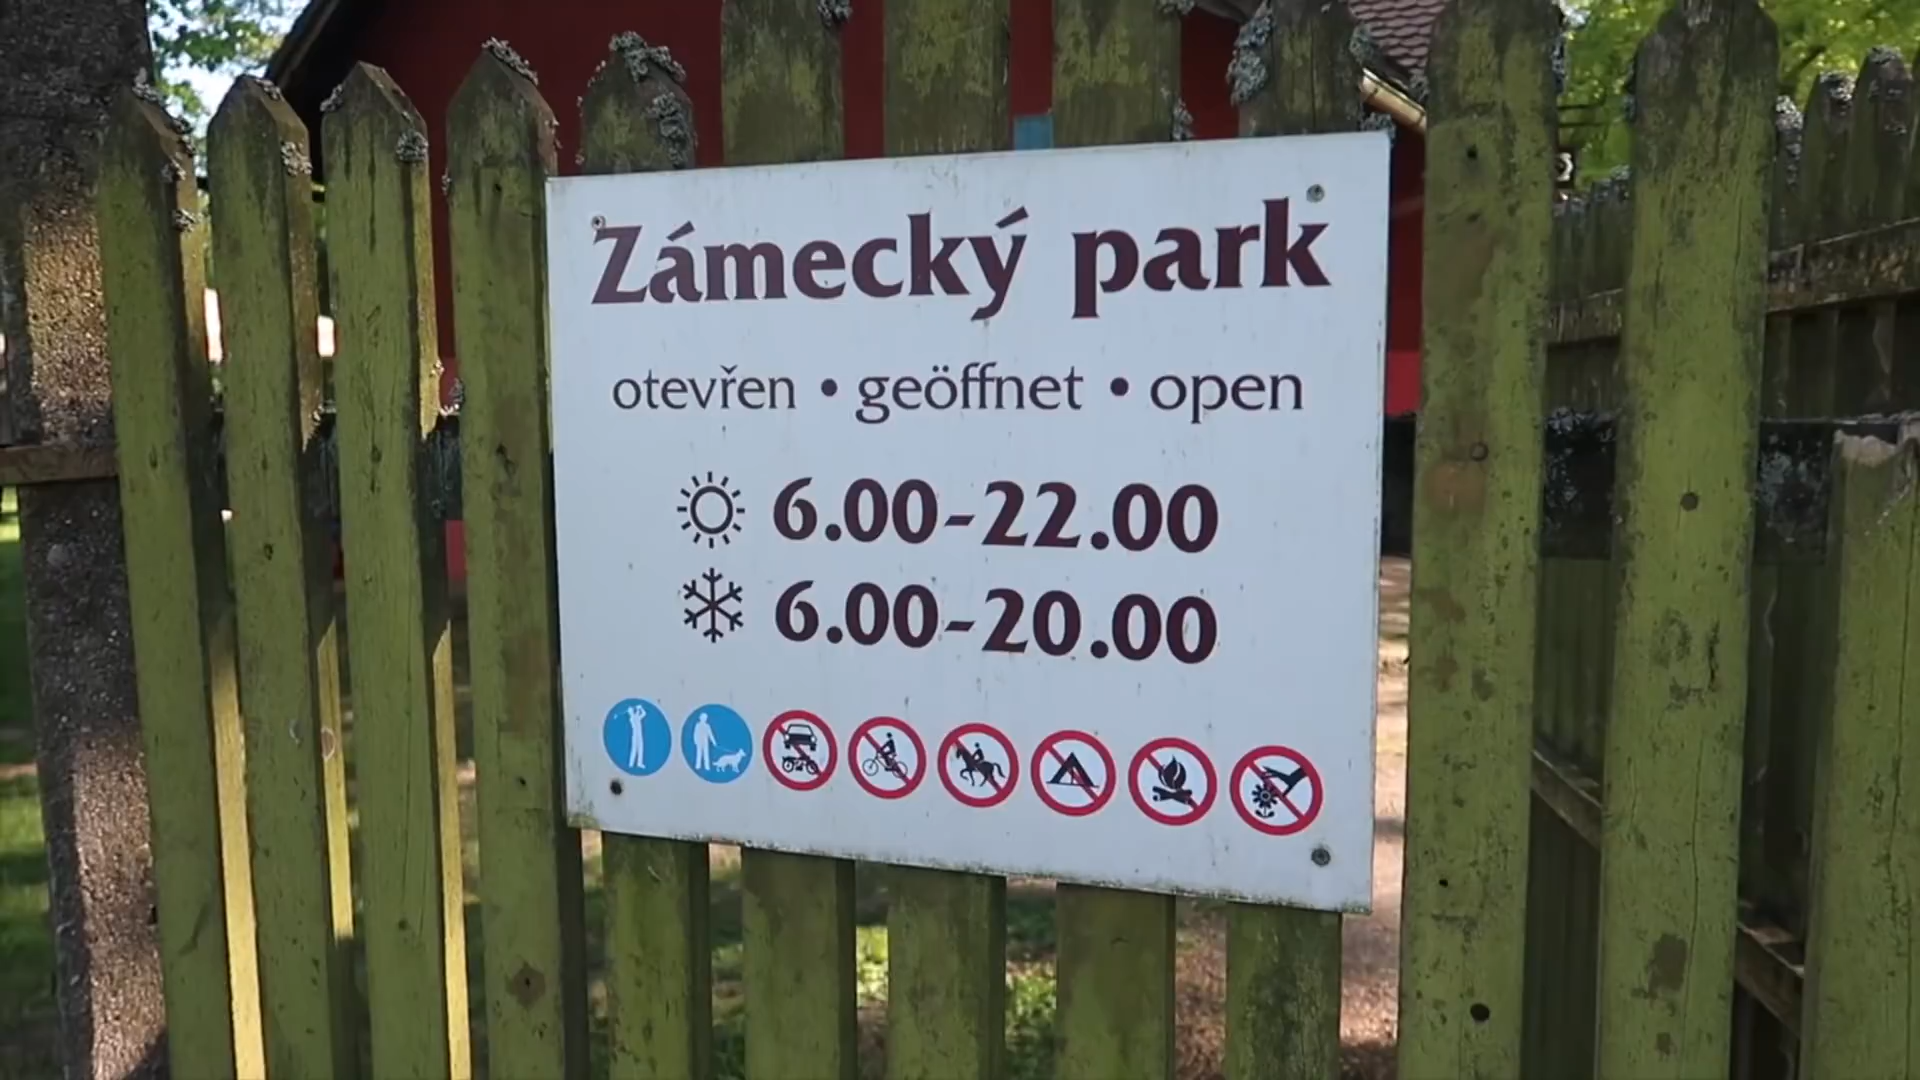 Zámecký park
otevřen • geöffnet • open
6.00-22.00
6.00-20.00